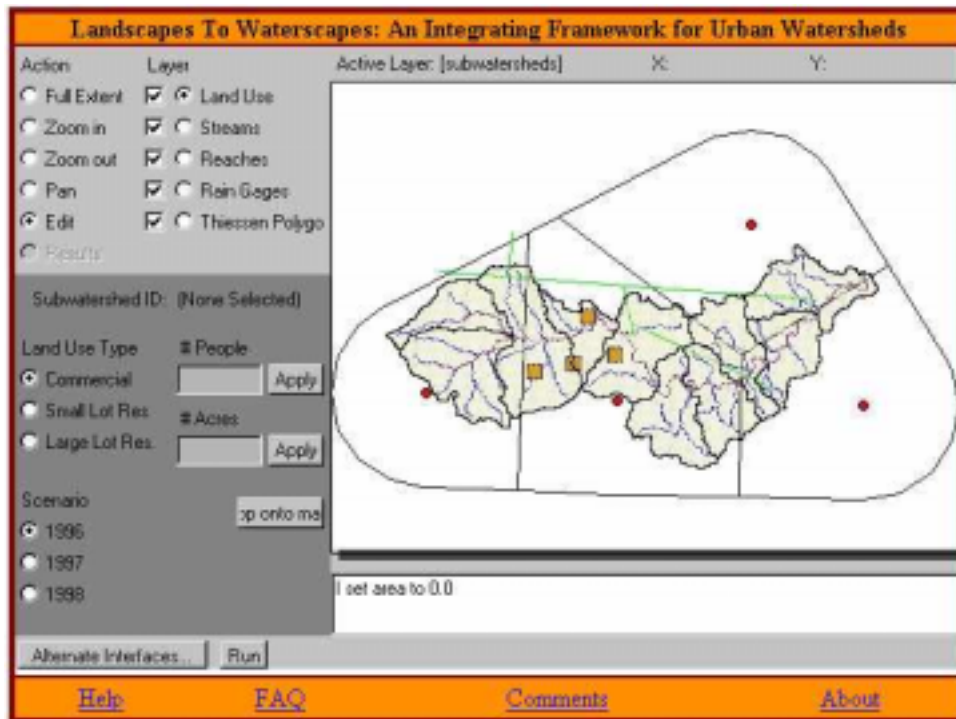 Landscapes To Waterscapes: An Integrating Framework for Urban Watersheds
Action Layer Active Layer: [subwatersheds] X: Y:
Full Extent Land Use
Zoom in Streams
Zoom out Reaches
Pan Rain Gages
Edit Thiessen Polygo
Results
Subwatershed ID: (None Selected)
Land Use Type # People
Commercial Apply
Small Lot Res # Acres
Large Lot Res. Apply
Scenario
op onto ma
1996
1997
1998
I set area to 0.0
Alternate Interfaces... Run
Help FAQ Comments About